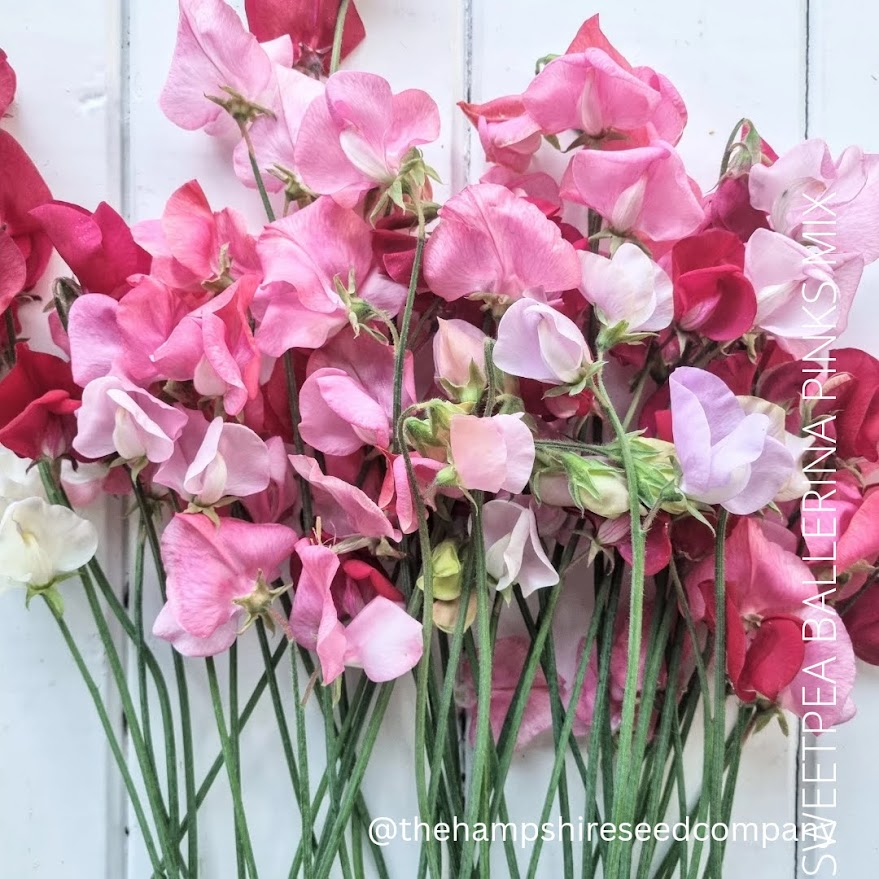 SWEETPEA BALLERINA PINKS MIX
@thehampshireseedcompany